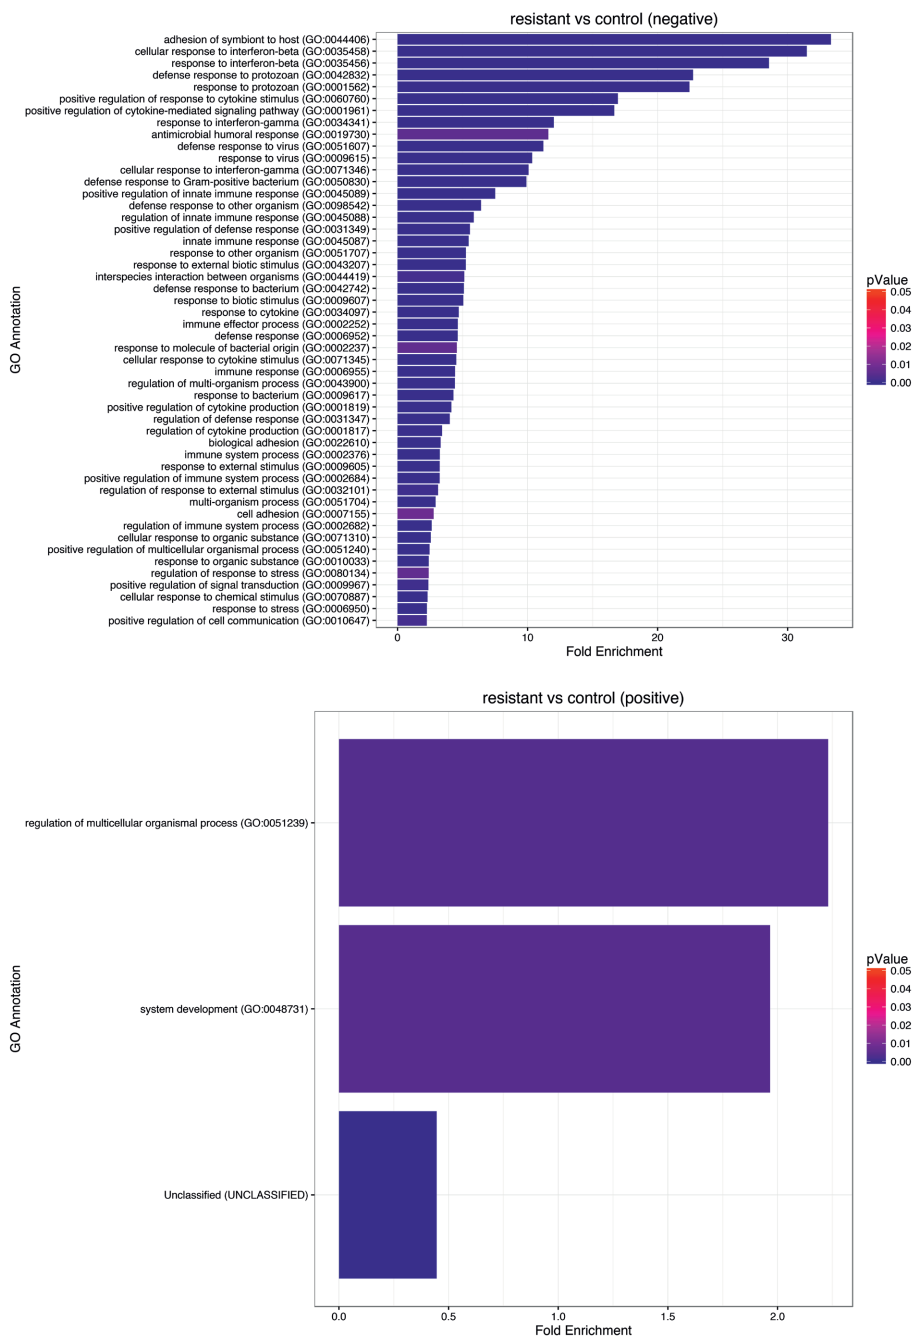 resistant vs control (negative)
adhesion of symbiont to host (GO:0044406)
cellular response to interferon-beta (GO:0035458)
response to interferon-beta (GO:0035456)
defense response to protozoan (GO:0042832)
response to protozoan (GO:0001562)
positive regulation of response to cytokine stimulus (GO:0060760)
positive regulation of cytokine-mediated signaling pathway (GO:0001961)
response to interferon-gamma (GO:0034341)
antimicrobial humoral response (GO:0019730)
defense response to virus (GO:0051607)
response to virus (GO:0009615)
cellular response to interferon-gamma (GO:0071346)
defense response to Gram-positive bacterium (GO:0050830)
positive regulation of innate immune response (GO:0045089)
defense response to other organism (GO:0098542)
regulation of innate immune response (GO:0045088)
positive regulation of defense response (GO:0031349)
innate immune response (GO:0045087)
response to other organism (GO:0051707)
response to external biotic stimulus (GO:0043207)
interspecies interaction between organisms (GO:0044419)
defense response to bacterium (GO:0042742)
response to biotic stimulus (GO:0009607)
response to cytokine (GO:0034097)
immune effector process (GO:0002252)
defense response (GO:0006952)
response to molecule of bacterial origin (GO:0002237)
cellular response to cytokine stimulus (GO:0071345)
immune response (GO:0006955)
regulation of multi-organism process (GO:0043900)
response to bacterium (GO:0009617)
positive regulation of cytokine production (GO:0001819)
regulation of defense response (GO:0031347)
regulation of cytokine production (GO:0001817)
biological adhesion (GO:0022610)
immune system process (GO:0002376)
response to external stimulus (GO:0009605)
positive regulation of immune system process (GO:0002684)
regulation of response to external stimulus (GO:0032101)
multi-organism process (GO:0051704)
cell adhesion (GO:0007155)
regulation of immune system process (GO:0002682)
cellular response to organic substance (GO:0071310)
positive regulation of multicellular organismal process (GO:0051240)
response to organic substance (GO:0010033)
regulation of response to stress (GO:0080134)
positive regulation of signal transduction (GO:0009967)
cellular response to chemical stimulus (GO:0070887)
response to stress (GO:0006950)
positive regulation of cell communication (GO:0010647)
GO Annotation
0 10 20 30
Fold Enrichment
pValue
0.05
0.04
0.03
0.02
0.01
0.00
resistant vs control (positive)
regulation of multicellular organismal process (GO:0051239)
system development (GO:0048731)
Unclassified (UNCLASSIFIED)
GO Annotation
0.0 0.5 1.0 1.5 2.0
Fold Enrichment
pValue
0.05
0.04
0.03
0.02
0.01
0.00